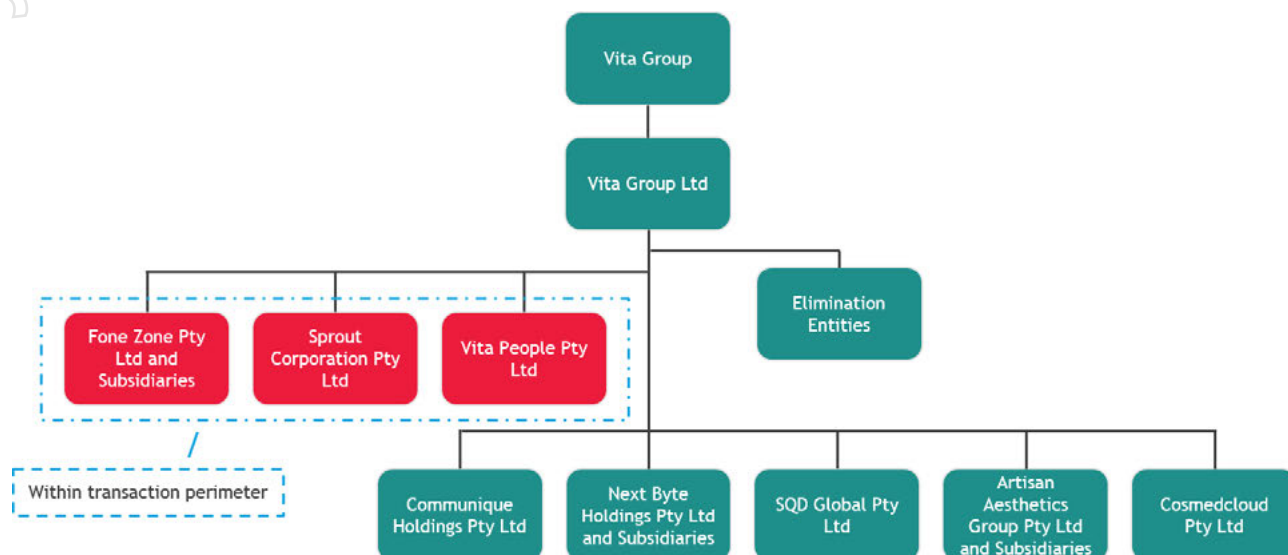 Vita Group
Vita Group Ltd
Elimination
Entities
Fone Zone Pty
Ltd and
Subsidiaries
Sprout
Corporation Pty
Ltd
Vita People Pty
Ltd
Within transaction perimeter
Communique
Holdings Pty Ltd
Next Byte
Holdings Pty Ltd
and Subsidiaries
SQD Global Pty
Ltd
Artisan
Aesthetics
Group Pty Ltd
and Subsidiaries
Cosmedcloud
Pty Ltd